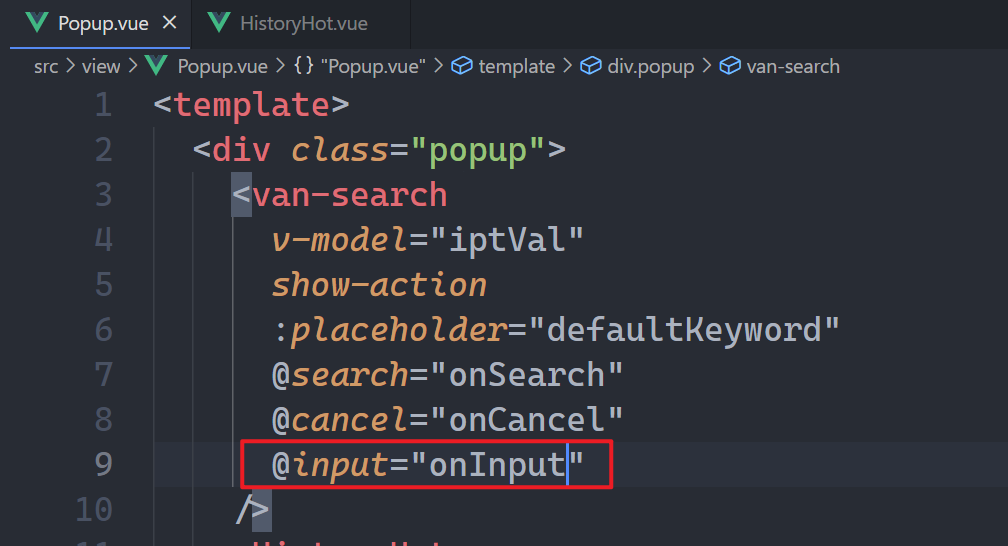 Popup.vue × HistoryHot.vue
src > view > Popup.vue > {} "Popup.vue" > template > div.popup > van-search
1 <template>
2 <div class="popup">
3 <van-search
4 v-model="iptVal"
5 show-action
6 :placeholder="defaultKeyword"
7 @search="onSearch"
8 @cancel="onCancel"
9 @input="onInput"
10 />